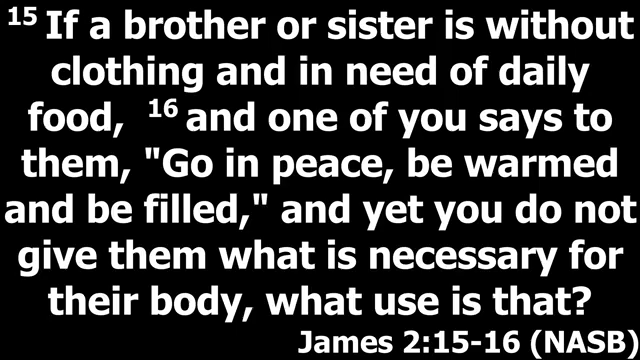 15 If a brother or sister is without
clothing and in need of daily
food, 16 and one of you says to
them, "Go in peace, be warmed
and be filled," and yet you do not
give them what is necessary for
their body, what use is that?
James 2:15-16 (NASB)